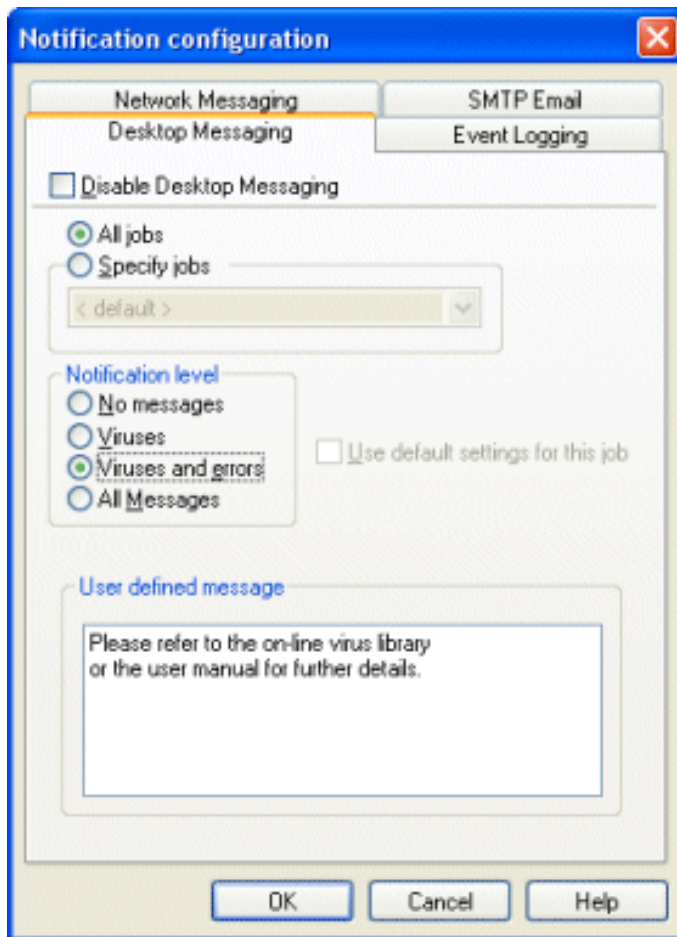 Notification configuration
Network Messaging
SMTP Email
Desktop Messaging
Event Logging
Disable Desktop Messaging
All jobs
Specify jobs
< default >
Notification level
No messages
Viruses
Viruses and errors
All Messages
Use default settings for this job
User defined message
Please refer to the on-line virus library
or the user manual for further details.
OK
Cancel
Help